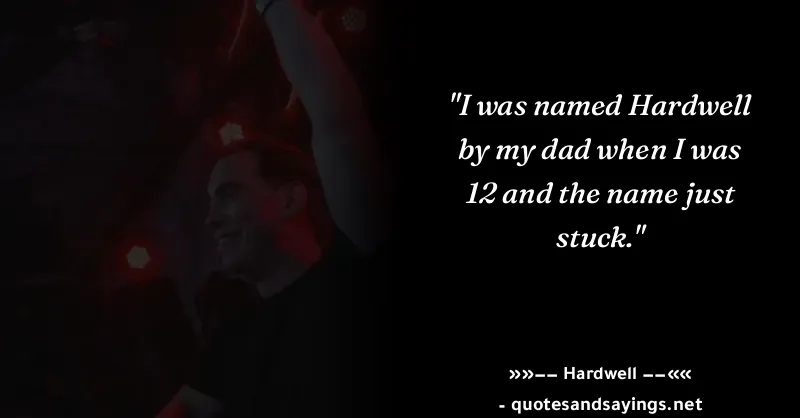 "I was named Hardwell
by my dad when I was
12 and the name just
stuck."
»»−− Hardwell −−««
- quotesandsayings.net